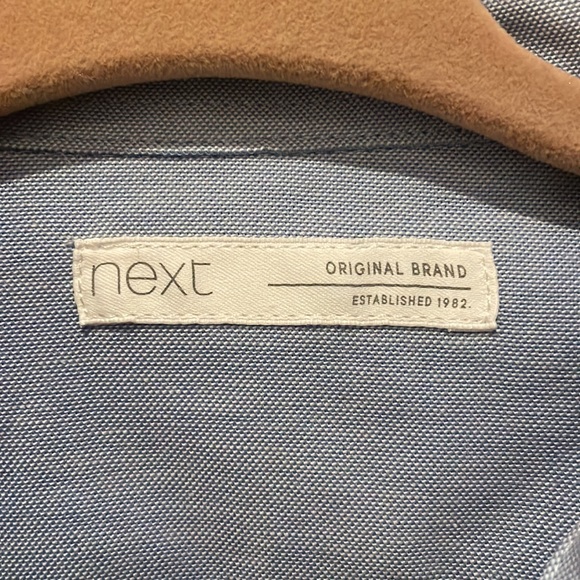 next
ORIGINAL BRAND
ESTABLISHED 1982.